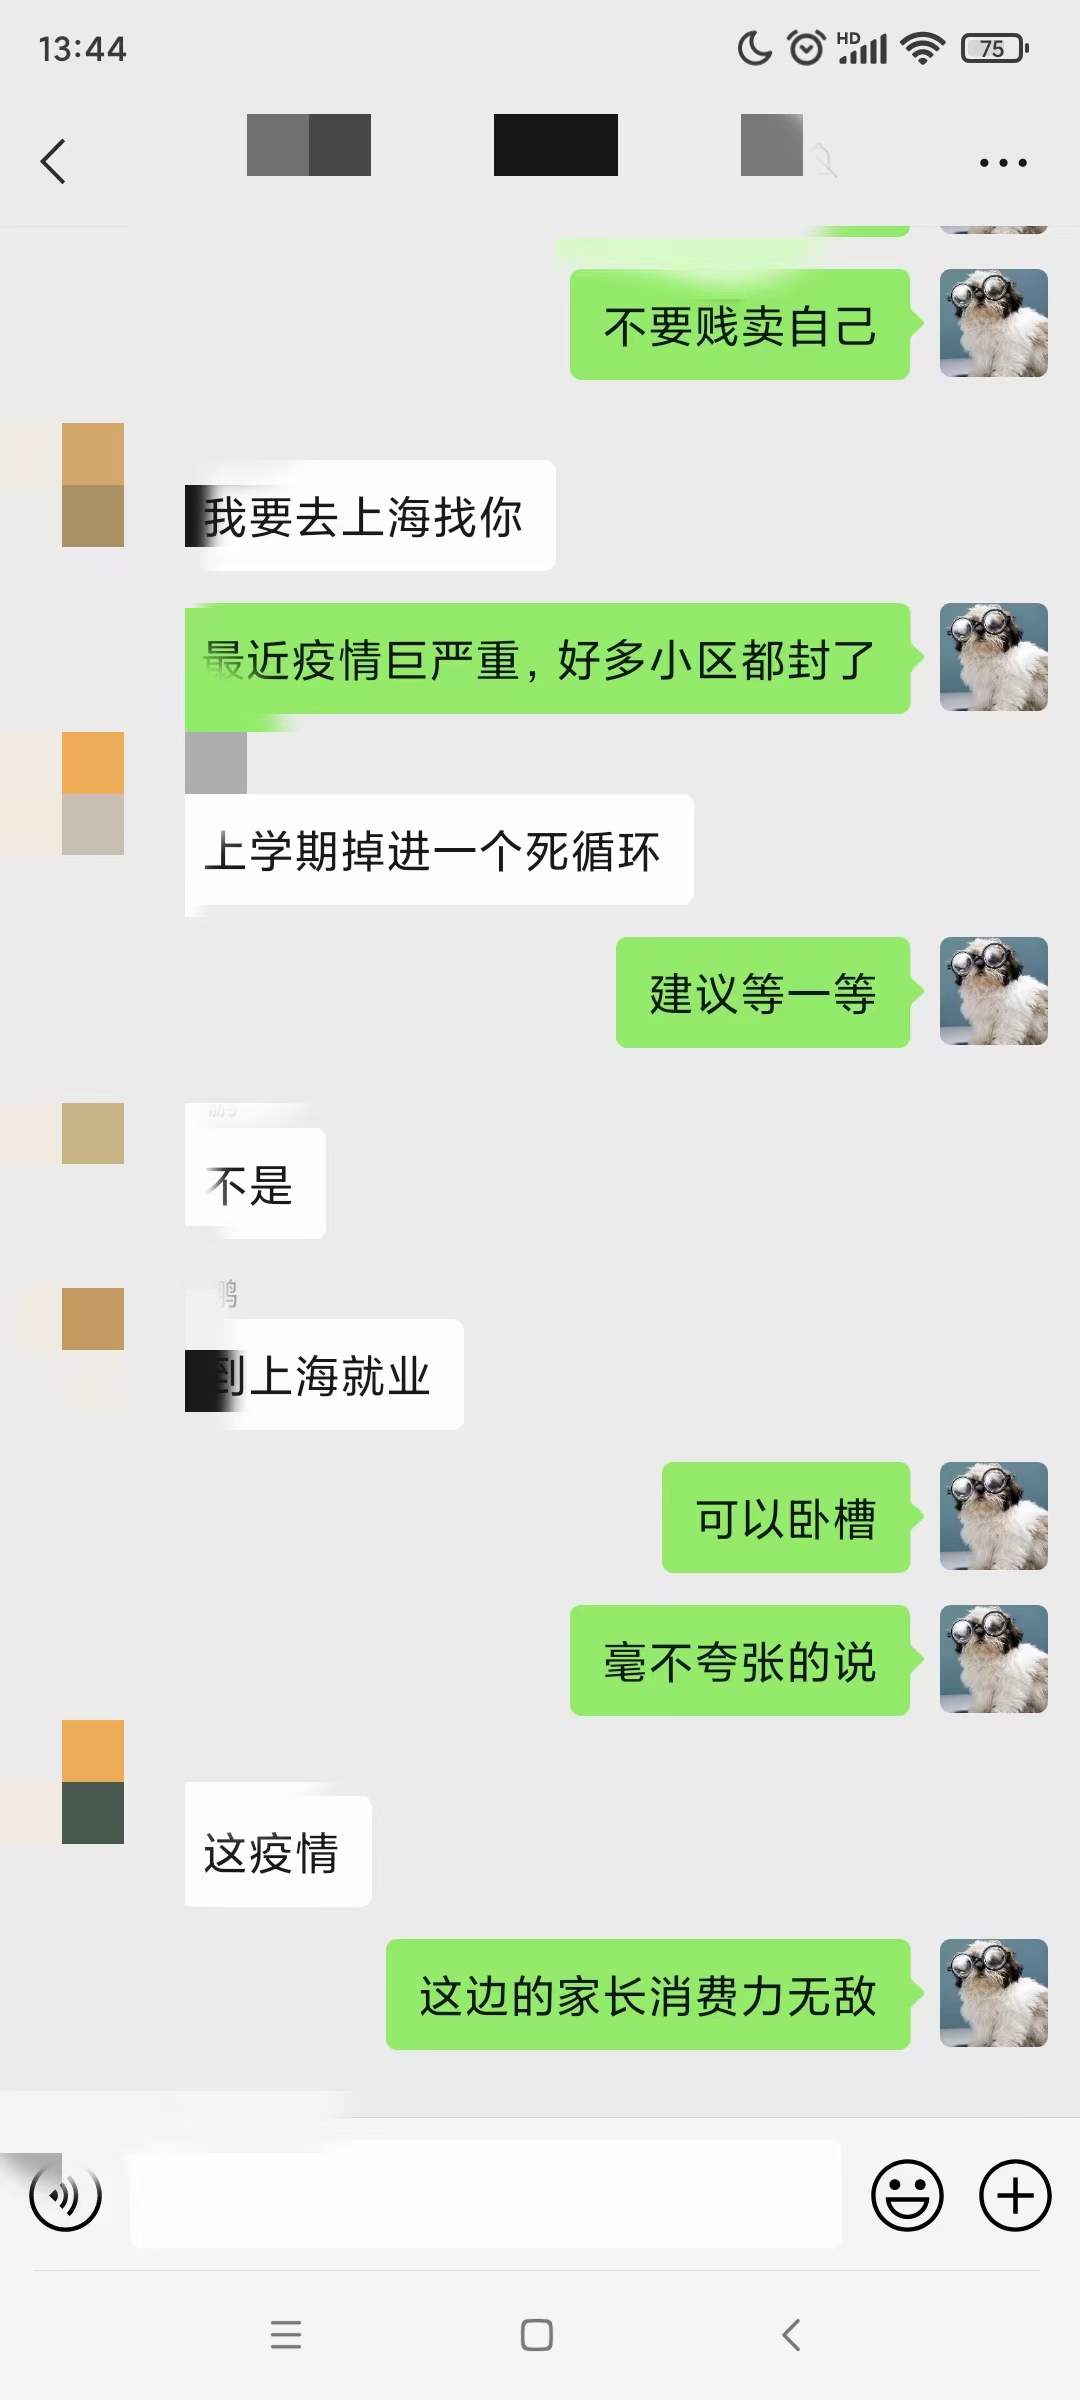 13:44
HD
75
不要贱卖自己
我要去上海找你
最近疫情巨严重，好多小区都封了
上学期掉进一个死循环
建议等一等
不是
到上海就业
可以卧槽
毫不夸张的说
这疫情
这边的家长消费力无敌